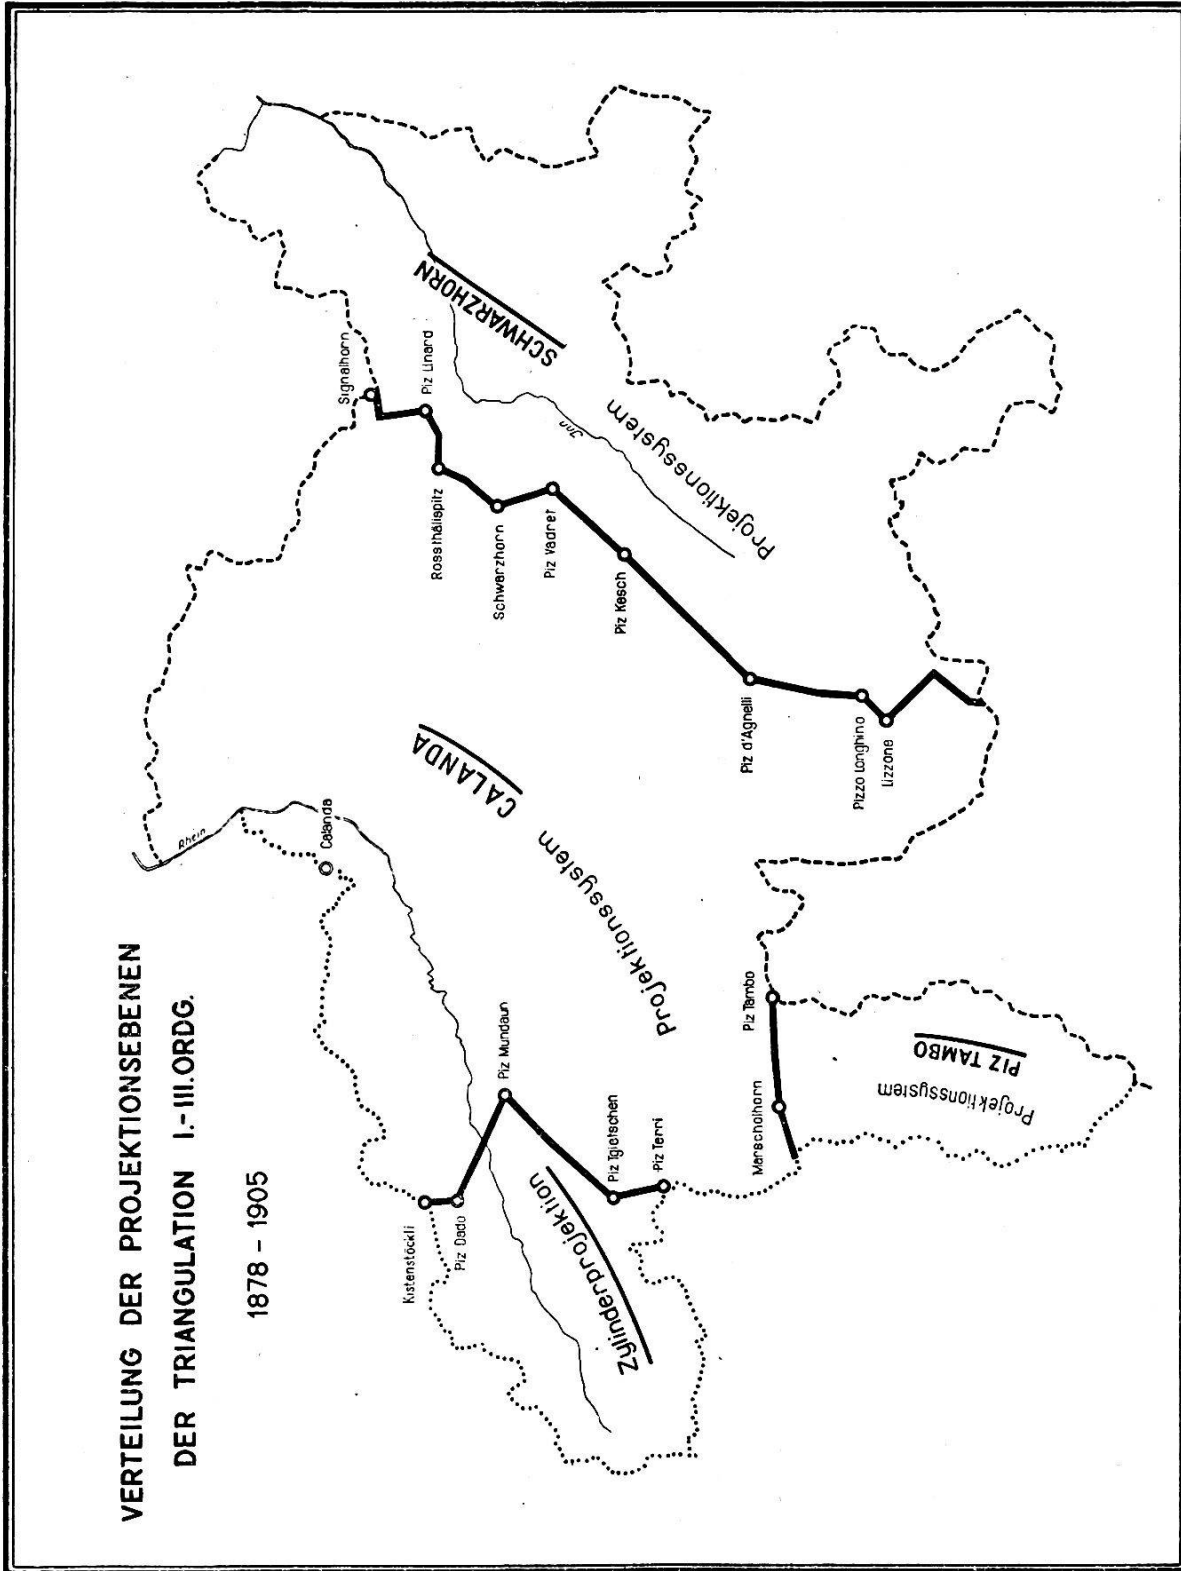 VERTEILUNG DER PROJEKTIONSEBENEN
DER TRIANGULATION I.-III.ORDG.
1878 - 1905
Rhein
Calanda
Signalhorn
Piz Linard
Rossthälispitz
Schwarzhorn
Piz Vadret
Piz Kesch
Piz d'Agnelli
Pizzo Longhino
Lizzone
Jnn
Projektionssystem
SCHWARZHORN
Projektionssystem
CALANDA
Kistenstöckli
Piz Dado
Piz Mundaun
Piz Tgietschen
Piz Terri
Zylinderprojektion
Marscholhorn
Piz Tambo
Projektionssystem
PIZ TAMBO